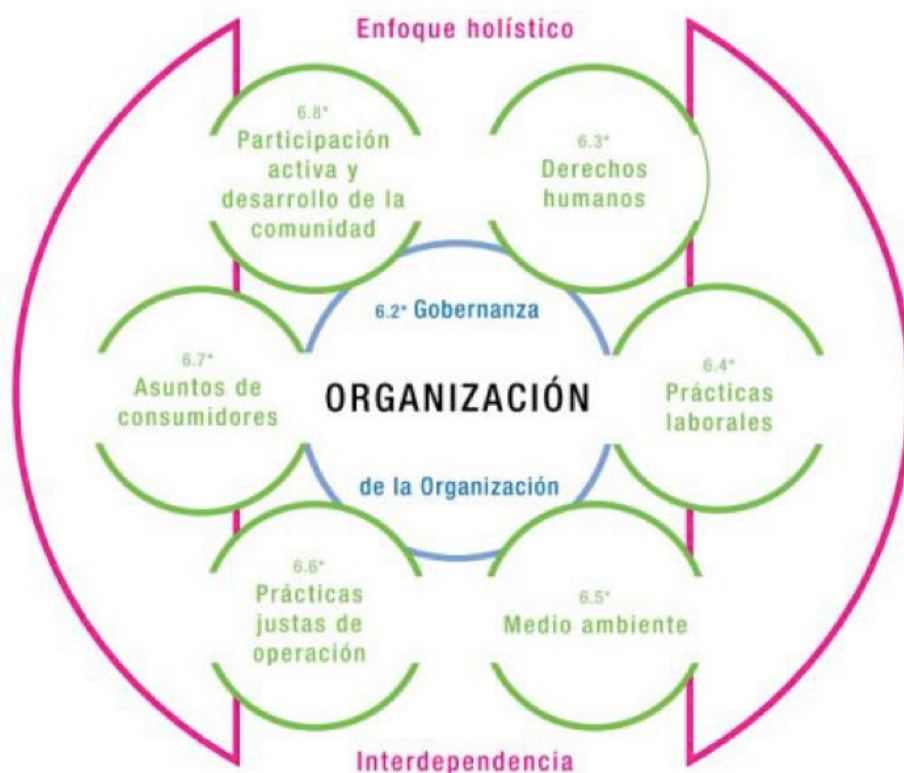 Enfoque holístico
6.8*
Participación
activa y
desarrollo de la
comunidad
6.3*
Derechos
humanos
6.2* Gobernanza
6.7*
Asuntos de
consumidores
ORGANIZACIÓN
6.4*
Prácticas
laborales
de la Organización
6.6*
Prácticas
justas de
operación
6.5*
Medio ambiente
Interdependencia